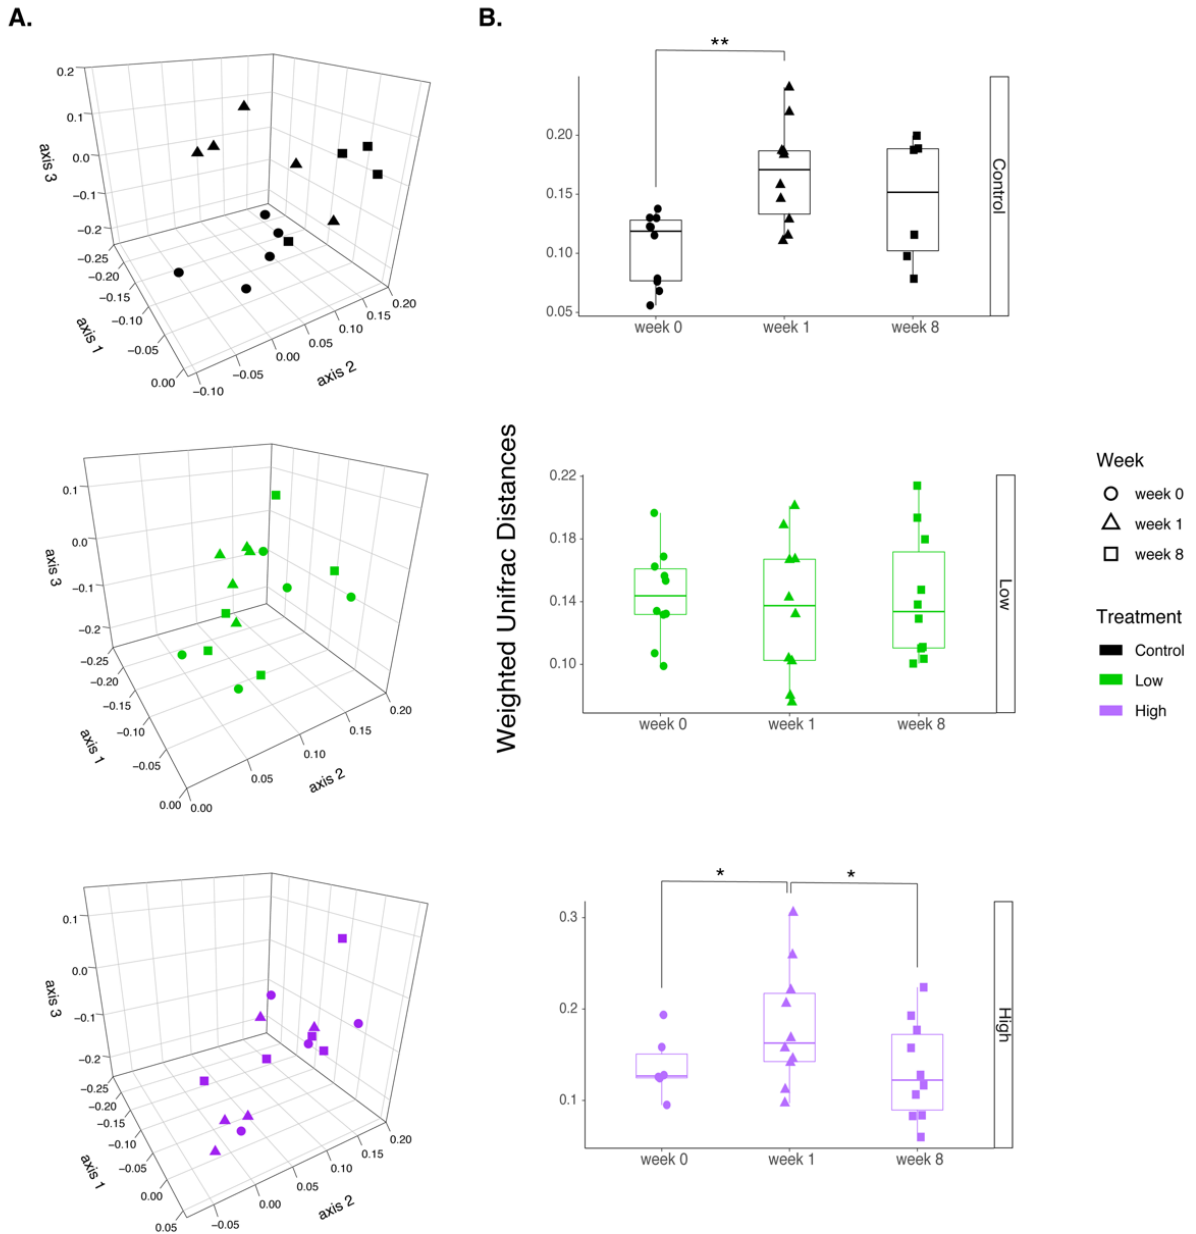 A.
B.
0.2
0.1
0.0
−0.1
−0.2
axis 3
−0.25
−0.20
−0.15
−0.10
−0.05
0.00
axis 1
−0.10
−0.05
0.00
0.05
0.10
0.15
0.20
axis 2
**
0.20
0.15
0.10
0.05
week 0
week 1
week 8
Control
0.1
0.0
−0.1
−0.2
axis 3
−0.25
−0.20
−0.15
−0.10
−0.05
0.00
axis 1
0.00
0.05
0.10
0.15
0.20
axis 2
Weighted Unifrac Distances
0.22
0.18
0.14
0.10
week 0
week 1
week 8
Low
Week
week 0
week 1
week 8
Treatment
Control
Low
High
0.1
0.0
−0.1
−0.2
axis 3
−0.25
−0.20
−0.15
−0.10
−0.05
0.00
0.05
axis 1
−0.05
0.00
0.05
0.10
0.15
0.20
axis 2
*
*
0.3
0.2
0.1
week 0
week 1
week 8
High